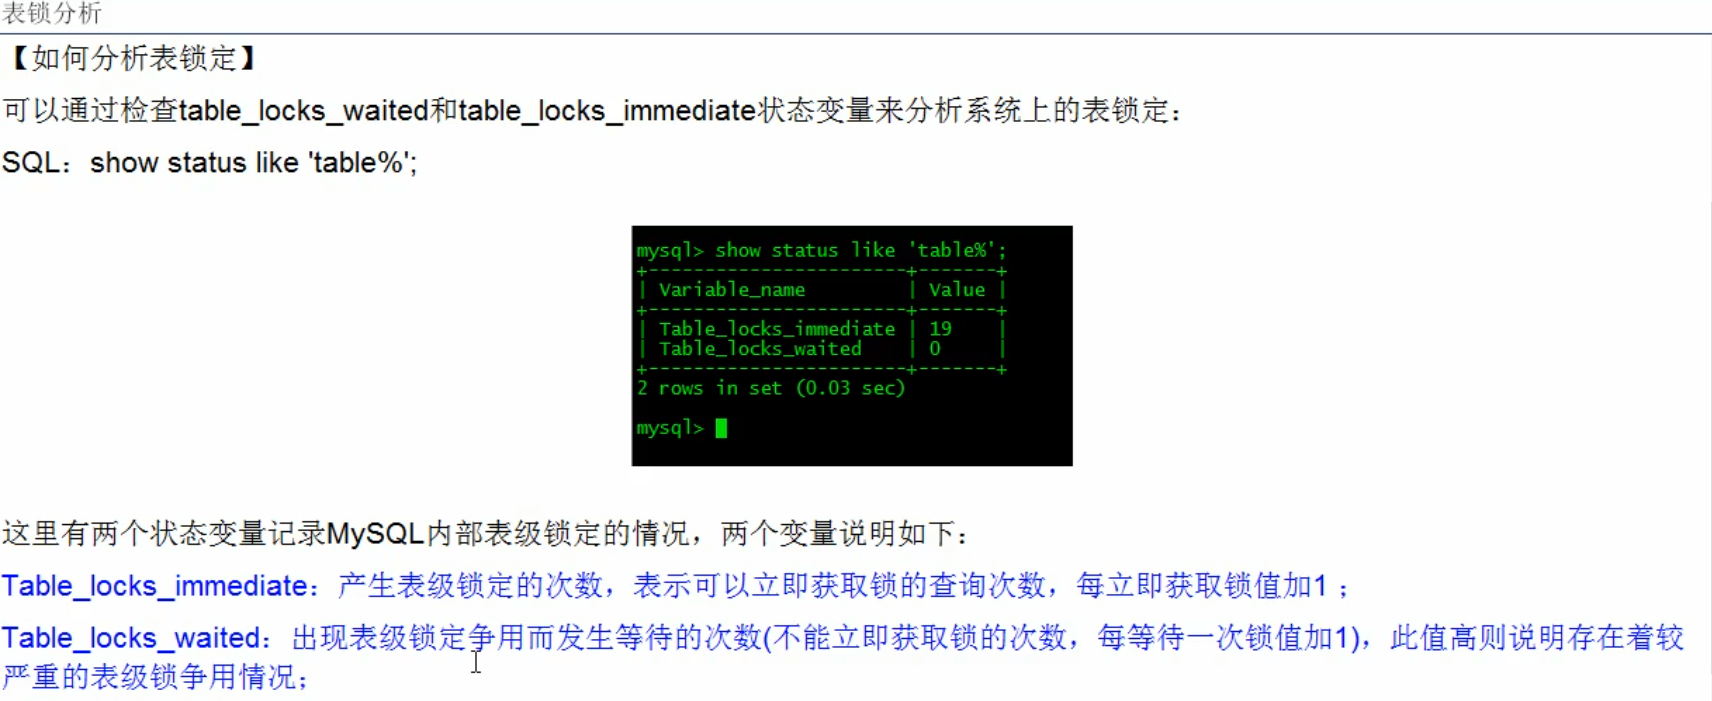 表锁分析
【如何分析表锁定】
可以通过检查table_locks_waited和table_locks_immediate状态变量来分析系统上的表锁定：
SQL：show status like 'table%';
mysql> show status like 'table%';
+-----------------------+-------+
| Variable_name         | Value |
+-----------------------+-------+
| Table_locks_immediate | 19    |
| Table_locks_waited    | 0     |
+-----------------------+-------+
2 rows in set (0.03 sec)
mysql>
这里有两个状态变量记录MySQL内部表级锁定的情况，两个变量说明如下：
Table_locks_immediate：产生表级锁定的次数，表示可以立即获取锁的查询次数，每立即获取锁值加1 ；
Table_locks_waited：出现表级锁定争用而发生等待的次数(不能立即获取锁的次数，每等待一次锁值加1)，此值高则说明存在着较
严重的表级锁争用情况；